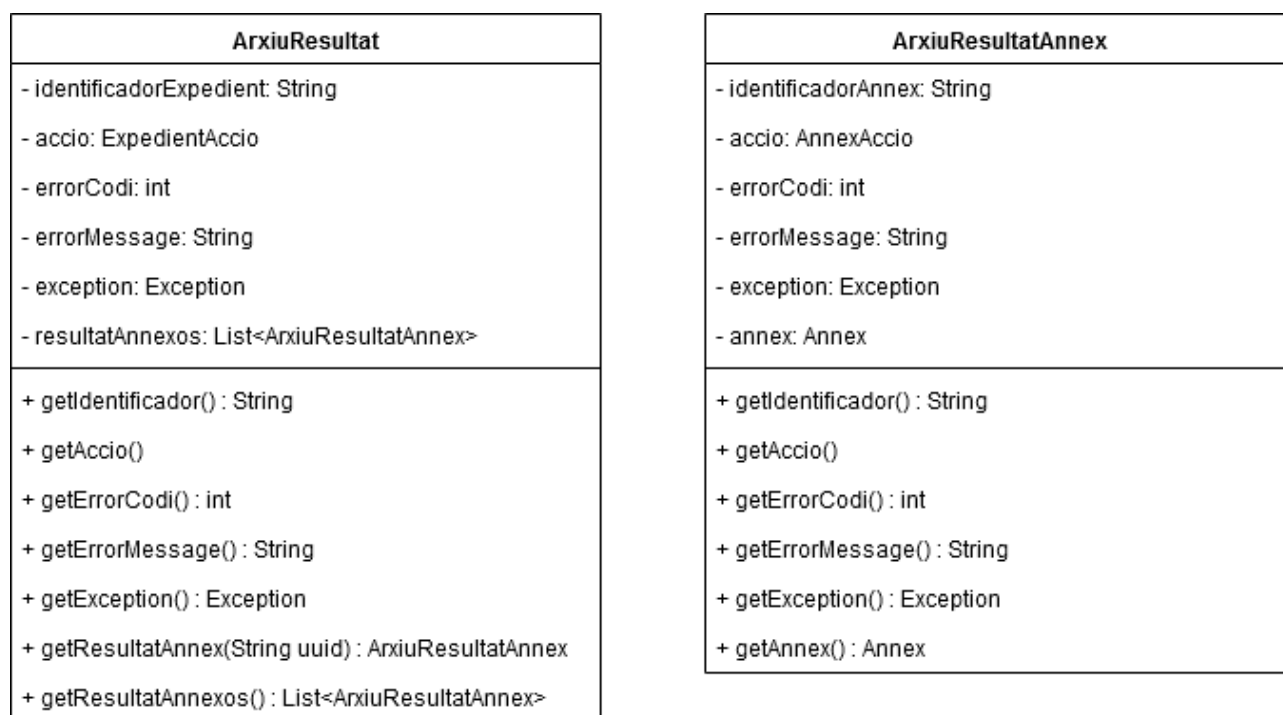 ArxiuResultat
- identificadorExpedient: String
- accio: ExpedientAccio
- errorCodi: int
- errorMessage: String
- exception: Exception
- resultatAnnexos: List<ArxiuResultatAnnex>
+ getIdentificador() : String
+ getAccio()
+ getErrorCodi() : int
+ getErrorMessage() : String
+ getException() : Exception
+ getResultatAnnex(String uuid) : ArxiuResultatAnnex
+ getResultatAnnexos() : List<ArxiuResultatAnnex>
ArxiuResultatAnnex
- identificadorAnnex: String
- accio: AnnexAccio
- errorCodi: int
- errorMessage: String
- exception: Exception
- annex: Annex
+ getIdentificador() : String
+ getAccio()
+ getErrorCodi() : int
+ getErrorMessage() : String
+ getException() : Exception
+ getAnnex() : Annex